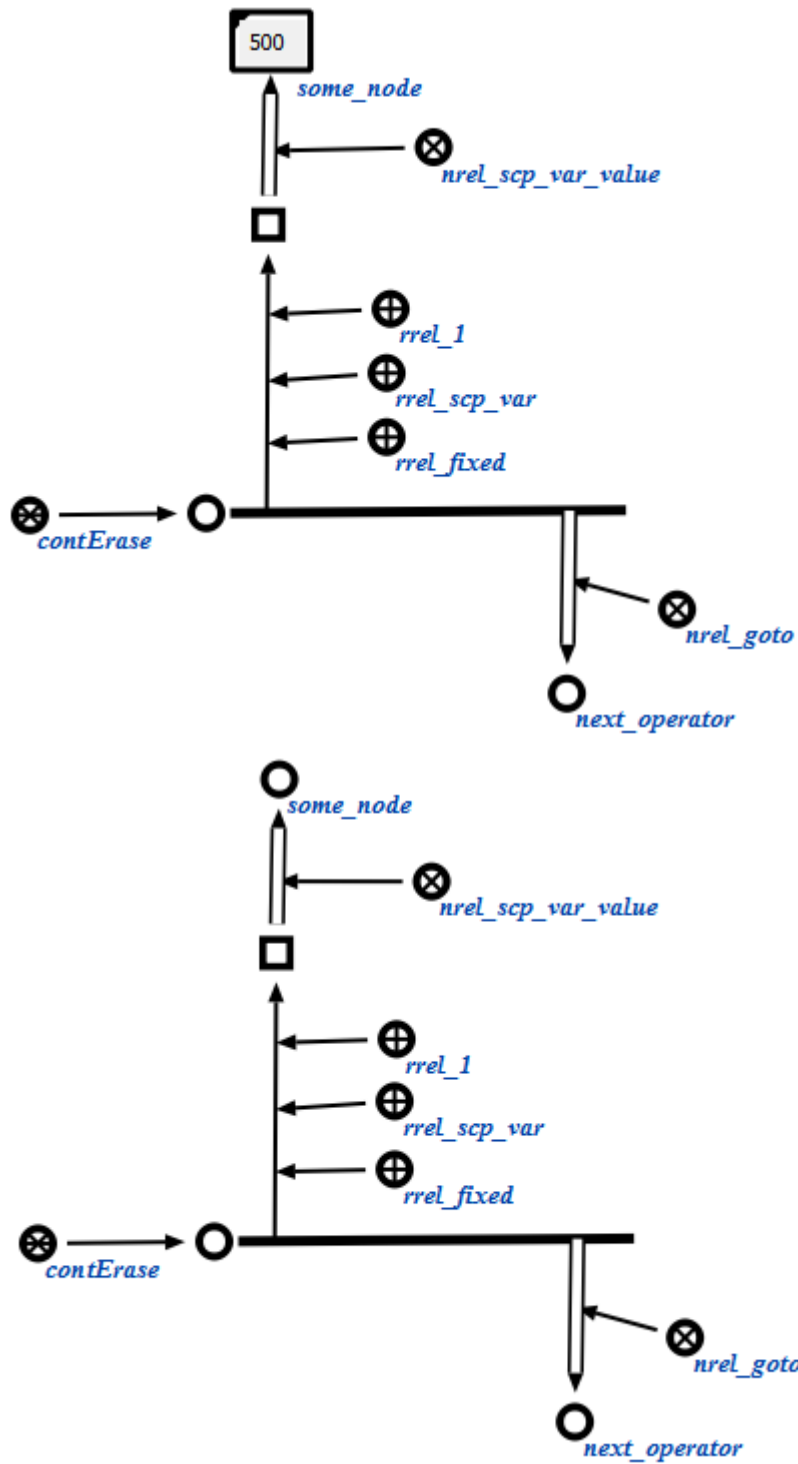 500
some_node
nrel_scp_var_value
rrel_1
rrel_scp_var
rrel_fixed
contErase
nrel_goto
next_operator
some_node
nrel_scp_var_value
rrel_1
rrel_scp_var
rrel_fixed
contErase
nrel_goto
next_operator